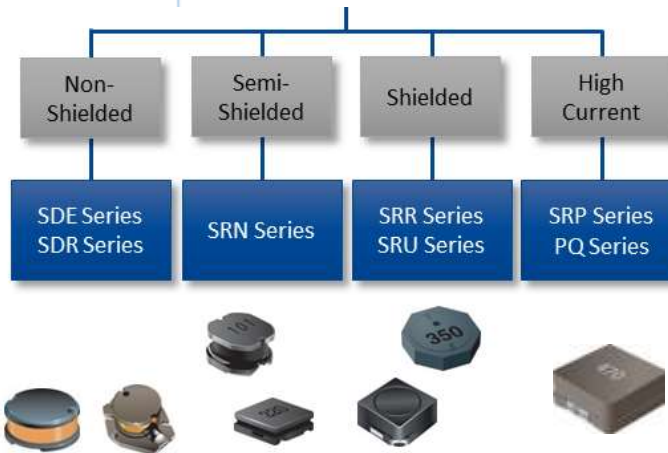 Non-
Shielded
Semi-
Shielded
Shielded
High
Current
SDE Series
SDR Series
SRN Series
SRR Series
SRU Series
SRP Series
PQ Series
101
350
220